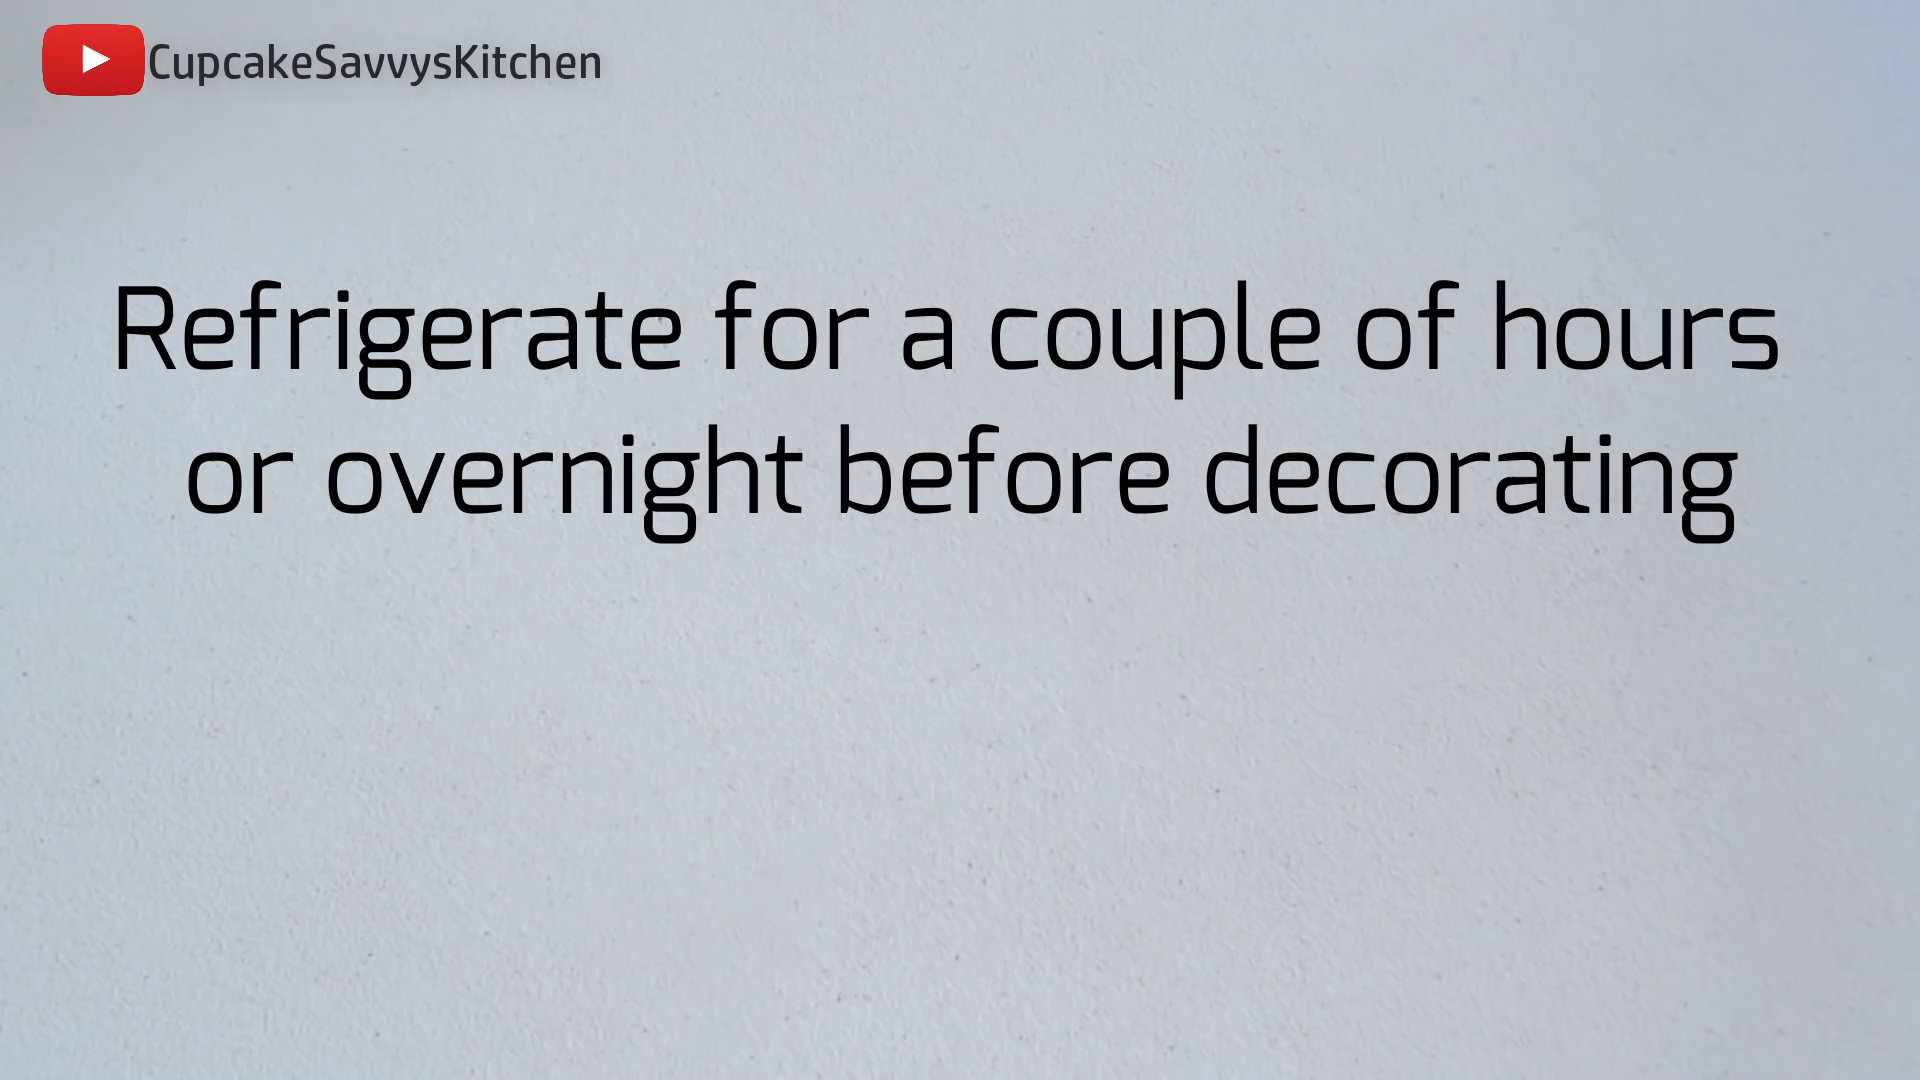 CupcakeSavvysKitchen
Refrigerate for a couple of hours
or overnight before decorating